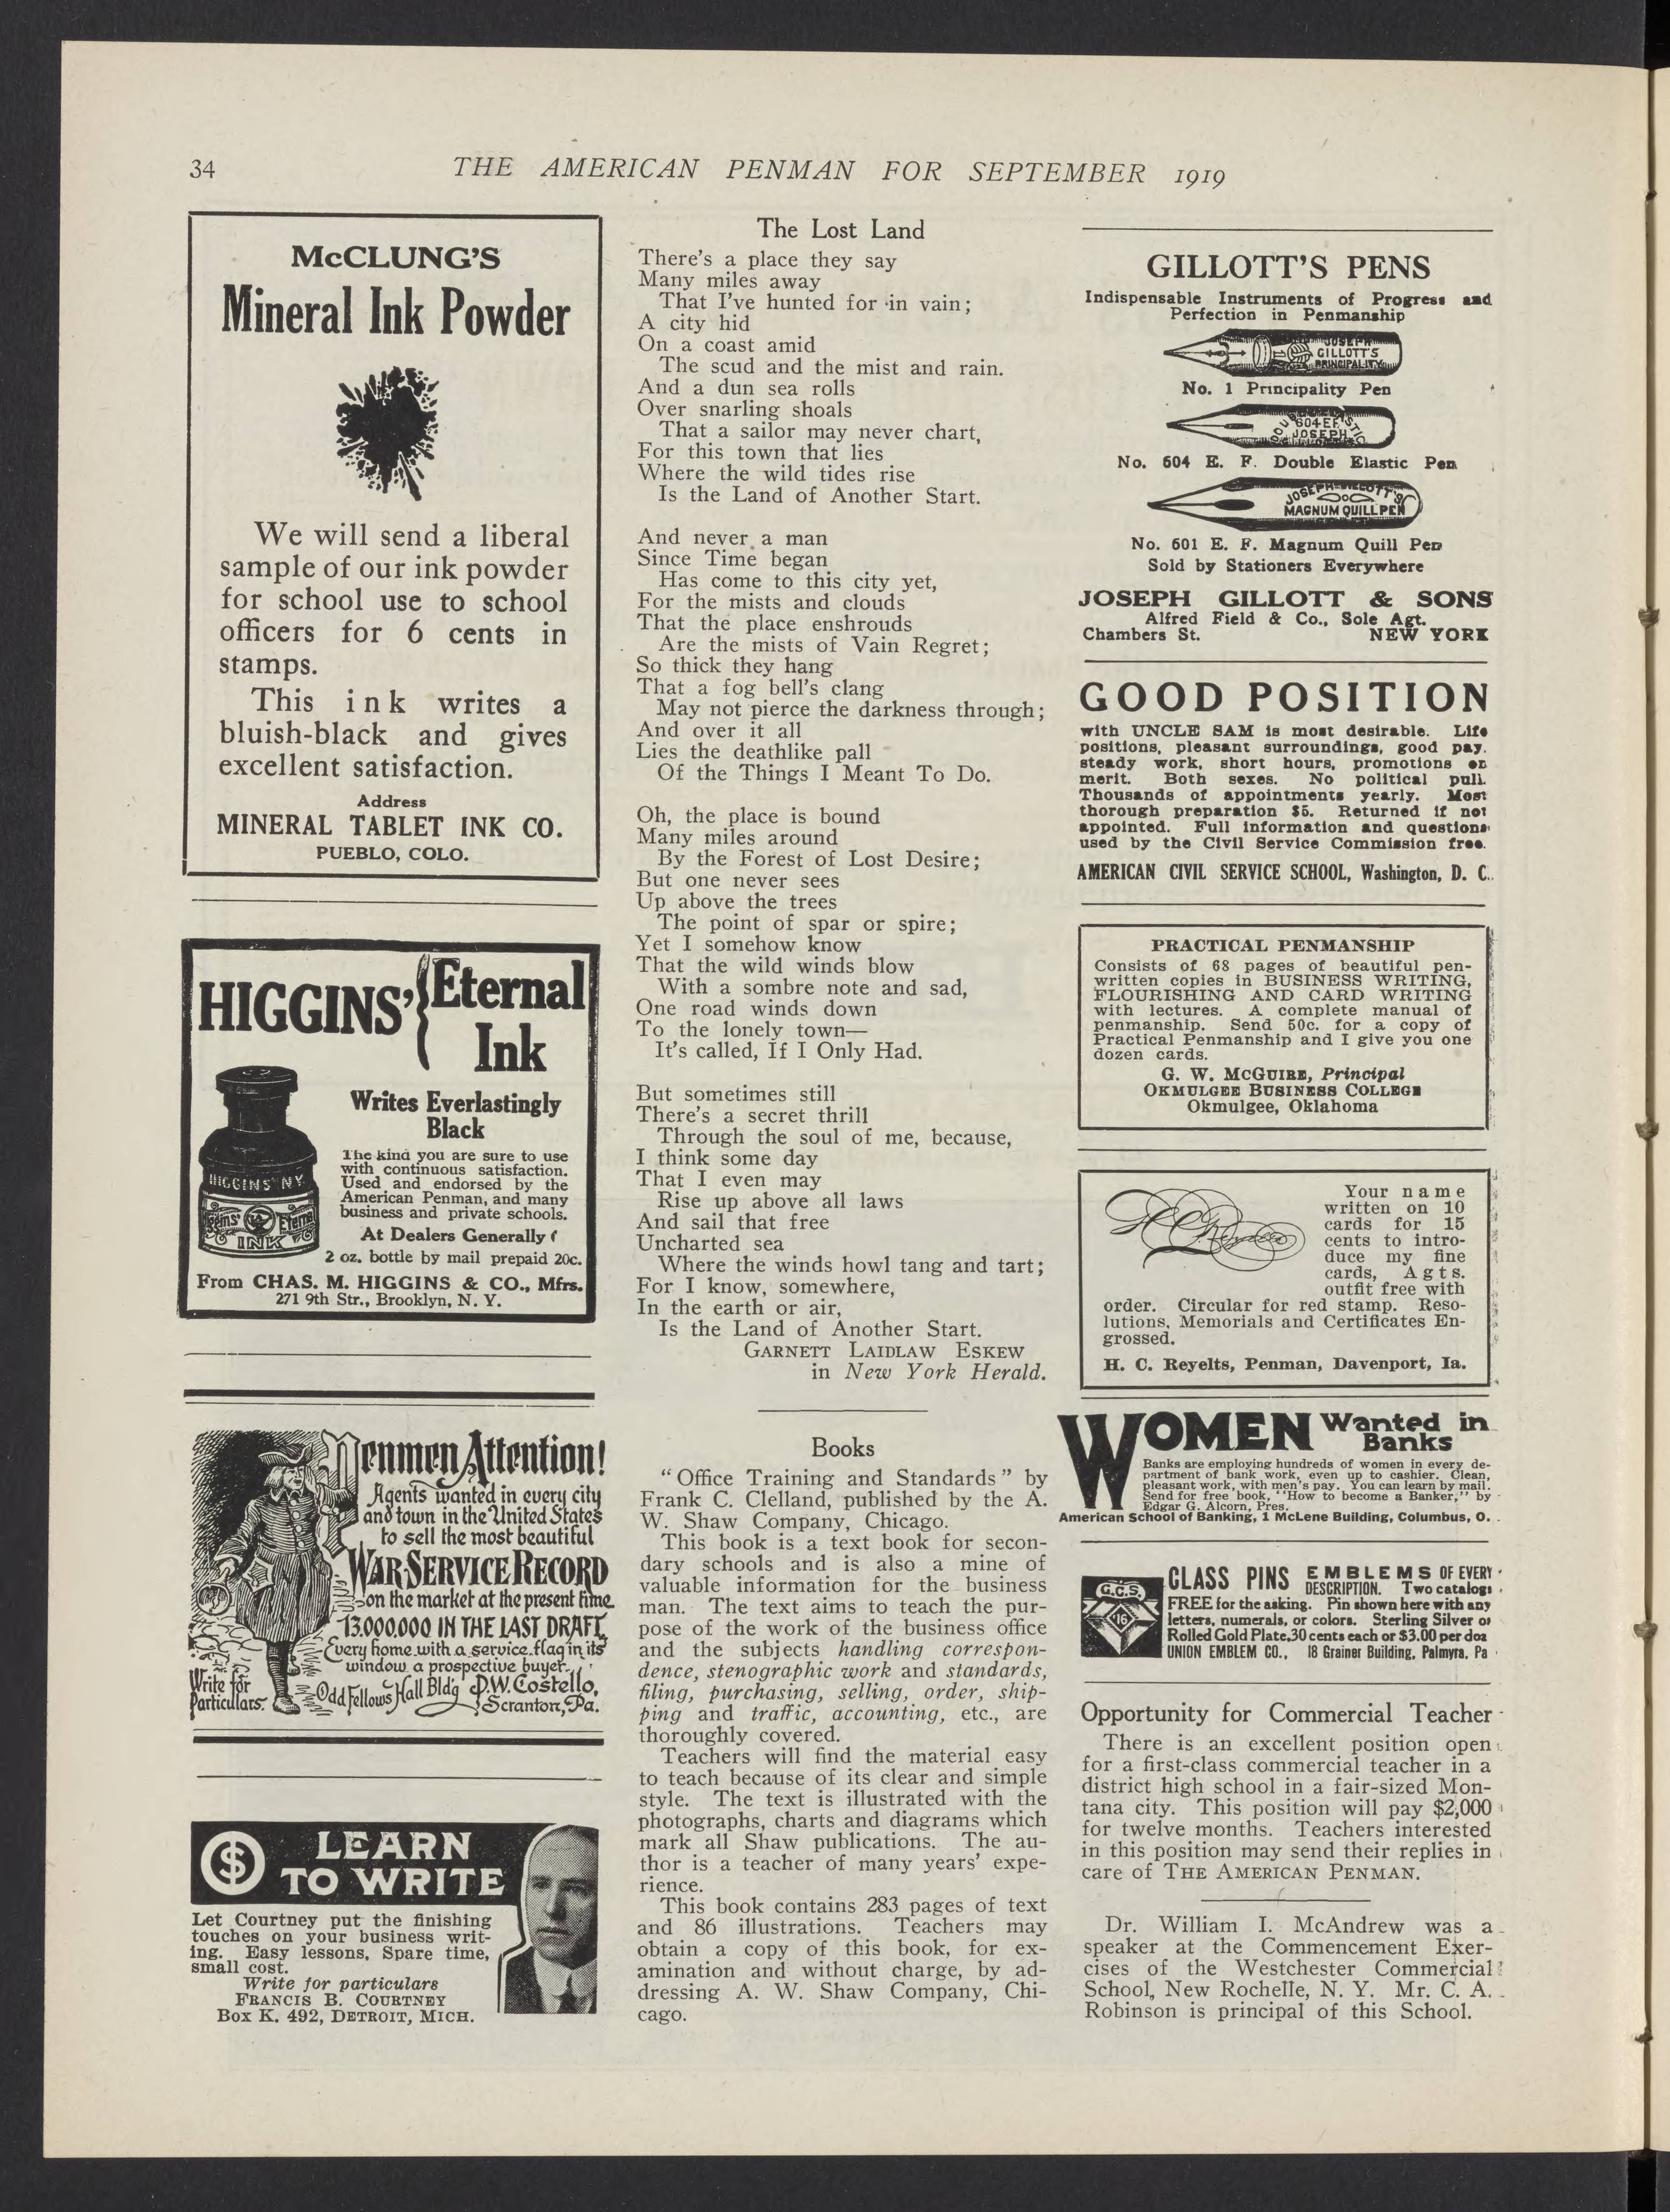 34
THE AMERICAN PENMAN FOR SEPTEMBER 1919
McCLUNG'S
Mineral Ink Powder
We will send a liberal
sample of our ink powder
for school use to school
officers for 6 cents in
stamps.
This ink writes a
bluish-black and gives
excellent satisfaction.
Address
MINERAL TABLET INK CO.
PUEBLO, COLO.
HIGGINS' Eternal
Ink
Writes Everlastingly
Black
The kind you are sure to use
with continuous satisfaction.
Used and endorsed by the
American Penman, and many
business and private schools.
At Dealers Generally
2 oz. bottle by mail prepaid 20c.
From CHAS. M. HIGGINS & CO., Mfrs.
271 9th Str., Brooklyn, N. Y.
HIGGINS' N.Y.
Eternal
INK
Penmen Attention!
Agents wanted in every city
and town in the United States
to sell the most beautiful
WAR SERVICE RECORD
on the market at the present time.
13,000,000 IN THE LAST DRAFT.
Every home with a service flag in its
window a prospective buyer.
Write for
Particulars.
Odd Fellows Hall Bld'g P.W. Costello,
Scranton, Pa.
$ LEARN
TO WRITE
Let Courtney put the finishing
touches on your business writ-
ing. Easy lessons, Spare time,
small cost.
Write for particulars
FRANCIS B. COURTNEY
Box K. 492, DETROIT, MICH.
The Lost Land
There's a place they say
Many miles away
That I've hunted for in vain;
A city hid
On a coast amid
The scud and the mist and rain.
And a dun sea rolls
Over snarling shoals
That a sailor may never chart,
For this town that lies
Where the wild tides rise
Is the Land of Another Start.
And never a man
Since Time began
Has come to this city yet,
For the mists and clouds
That the place enshrouds
Are the mists of Vain Regret;
So thick they hang
That a fog bell's clang
May not pierce the darkness through;
And over it all
Lies the deathlike pall
Of the Things I Meant To Do.
Oh, the place is bound
Many miles around
By the Forest of Lost Desire;
But one never sees
Up above the trees
The point of spar or spire;
Yet I somehow know
That the wild winds blow
With a sombre note and sad,
One road winds down
To the lonely town—
It's called, If I Only Had.
But sometimes still
There's a secret thrill
Through the soul of me, because,
I think some day
That I even may
Rise up above all laws
And sail that free
Uncharted sea
Where the winds howl tang and tart;
For I know, somewhere,
In the earth or air,
Is the Land of Another Start.
GARNETT LAIDLAW ESKEW
in New York Herald.
Books
"Office Training and Standards" by
Frank C. Clelland, published by the A.
W. Shaw Company, Chicago.
This book is a text book for secon-
dary schools and is also a mine of
valuable information for the business
man. The text aims to teach the pur-
pose of the work of the business office
and the subjects handling correspon-
dence, stenographic work and standards,
filing, purchasing, selling, order, ship-
ping and traffic, accounting, etc., are
thoroughly covered.
Teachers will find the material easy
to teach because of its clear and simple
style. The text is illustrated with the
photographs, charts and diagrams which
mark all Shaw publications. The au-
thor is a teacher of many years' expe-
rience.
This book contains 283 pages of text
and 86 illustrations. Teachers may
obtain a copy of this book, for ex-
amination and without charge, by ad-
dressing A. W. Shaw Company, Chi-
cago.
GILLOTT'S PENS
Indispensable Instruments of Progress and
Perfection in Penmanship
JOSEPH
GILLOTT'S
PRINCIPALITY
No. 1 Principality Pen
604 EF
JOSEPH
No. 604 E. F. Double Elastic Pen
JOSEPH GILLOTT'S
MAGNUM QUILL PEN
No. 601 E. F. Magnum Quill Pen
Sold by Stationers Everywhere
JOSEPH GILLOTT & SONS
Alfred Field & Co., Sole Agt.
Chambers St. NEW YORK
GOOD POSITION
with UNCLE SAM is most desirable. Life
positions, pleasant surroundings, good pay.
steady work, short hours, promotions on
merit. Both sexes. No political pull.
Thousands of appointments yearly. Most
thorough preparation $5. Returned if not
appointed. Full information and questions
used by the Civil Service Commission free.
AMERICAN CIVIL SERVICE SCHOOL, Washington, D. C.
PRACTICAL PENMANSHIP
Consists of 68 pages of beautiful pen-
written copies in BUSINESS WRITING,
FLOURISHING AND CARD WRITING
with lectures. A complete manual of
penmanship. Send 50c. for a copy of
Practical Penmanship and I give you one
dozen cards.
G. W. MCGUIRE, Principal
OKMULGEE BUSINESS COLLEGE
Okmulgee, Oklahoma
Your name
written on 10
cards for 15
cents to intro-
duce my fine
cards, Agts.
outfit free with
order. Circular for red stamp. Reso-
lutions, Memorials and Certificates En-
grossed.
H. C. Reyelts, Penman, Davenport, Ia.
WOMEN Wanted in
Banks
Banks are employing hundreds of women in every de-
partment of bank work, even up to cashier. Clean,
pleasant work, with men's pay. You can learn by mail.
Send for free book, "How to become a Banker," by
Edgar G. Alcorn, Pres.
American School of Banking, 1 McLene Building, Columbus, O.
G.C.S.
'16
CLASS PINS EMBLEMS OF EVERY
DESCRIPTION. Two catalogs
FREE for the asking. Pin shown here with any
letters, numerals, or colors. Sterling Silver or
Rolled Gold Plate, 30 cents each or $3.00 per doz
UNION EMBLEM CO., 18 Grainer Building, Palmyra, Pa
Opportunity for Commercial Teacher
There is an excellent position open
for a first-class commercial teacher in a
district high school in a fair-sized Mon-
tana city. This position will pay $2,000
for twelve months. Teachers interested
in this position may send their replies in
care of THE AMERICAN PENMAN.
Dr. William I. McAndrew was a
speaker at the Commencement Exer-
cises of the Westchester Commercial
School, New Rochelle, N. Y. Mr. C. A.
Robinson is principal of this School.